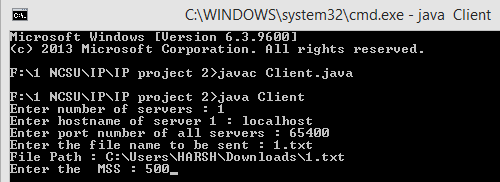 C:\WINDOWS\system32\cmd.exe - java Client
Microsoft Windows [Version 6.3.9600]
(c) 2013 Microsoft Corporation. All rights reserved.
F:\1 NCSU\IP\IP project 2>javac Client.java
F:\1 NCSU\IP\IP project 2>java Client
Enter number of servers : 1
Enter hostname of server 1 : localhost
Enter port number of all servers : 65400
Enter the file name to be sent : 1.txt
File Path : C:\Users\HARSH\Downloads\1.txt
Enter the  MSS : 500_